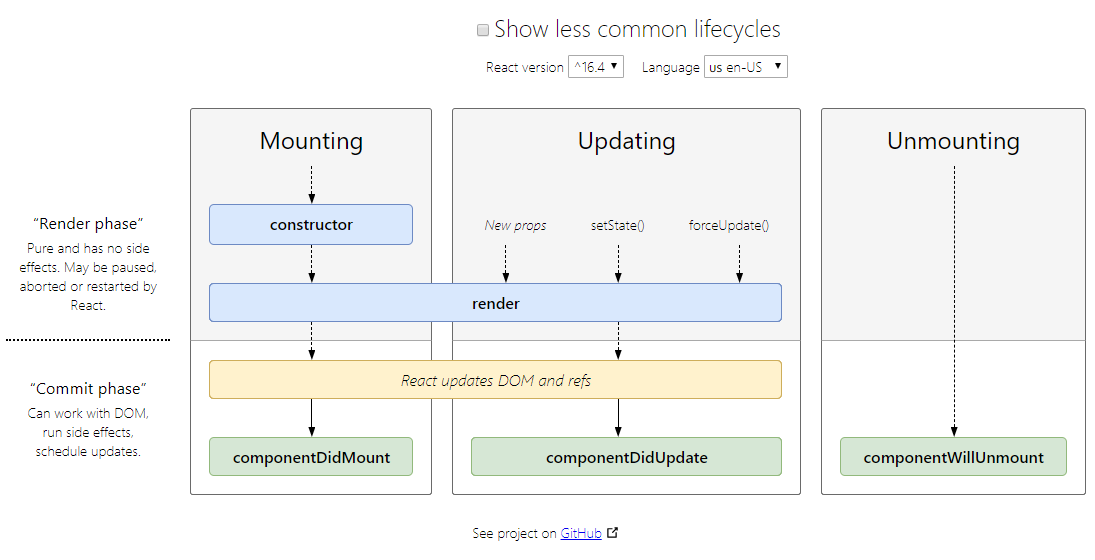 Show less common lifecycles
React version ^16.4 Language us en-US
Mounting
Updating
Unmounting
“Render phase”
Pure and has no side
effects. May be paused,
aborted or restarted by
React.
constructor
New props
setState()
forceUpdate()
render
“Commit phase”
Can work with DOM,
run side effects,
schedule updates.
React updates DOM and refs
componentDidMount
componentDidUpdate
componentWillUnmount
See project on GitHub